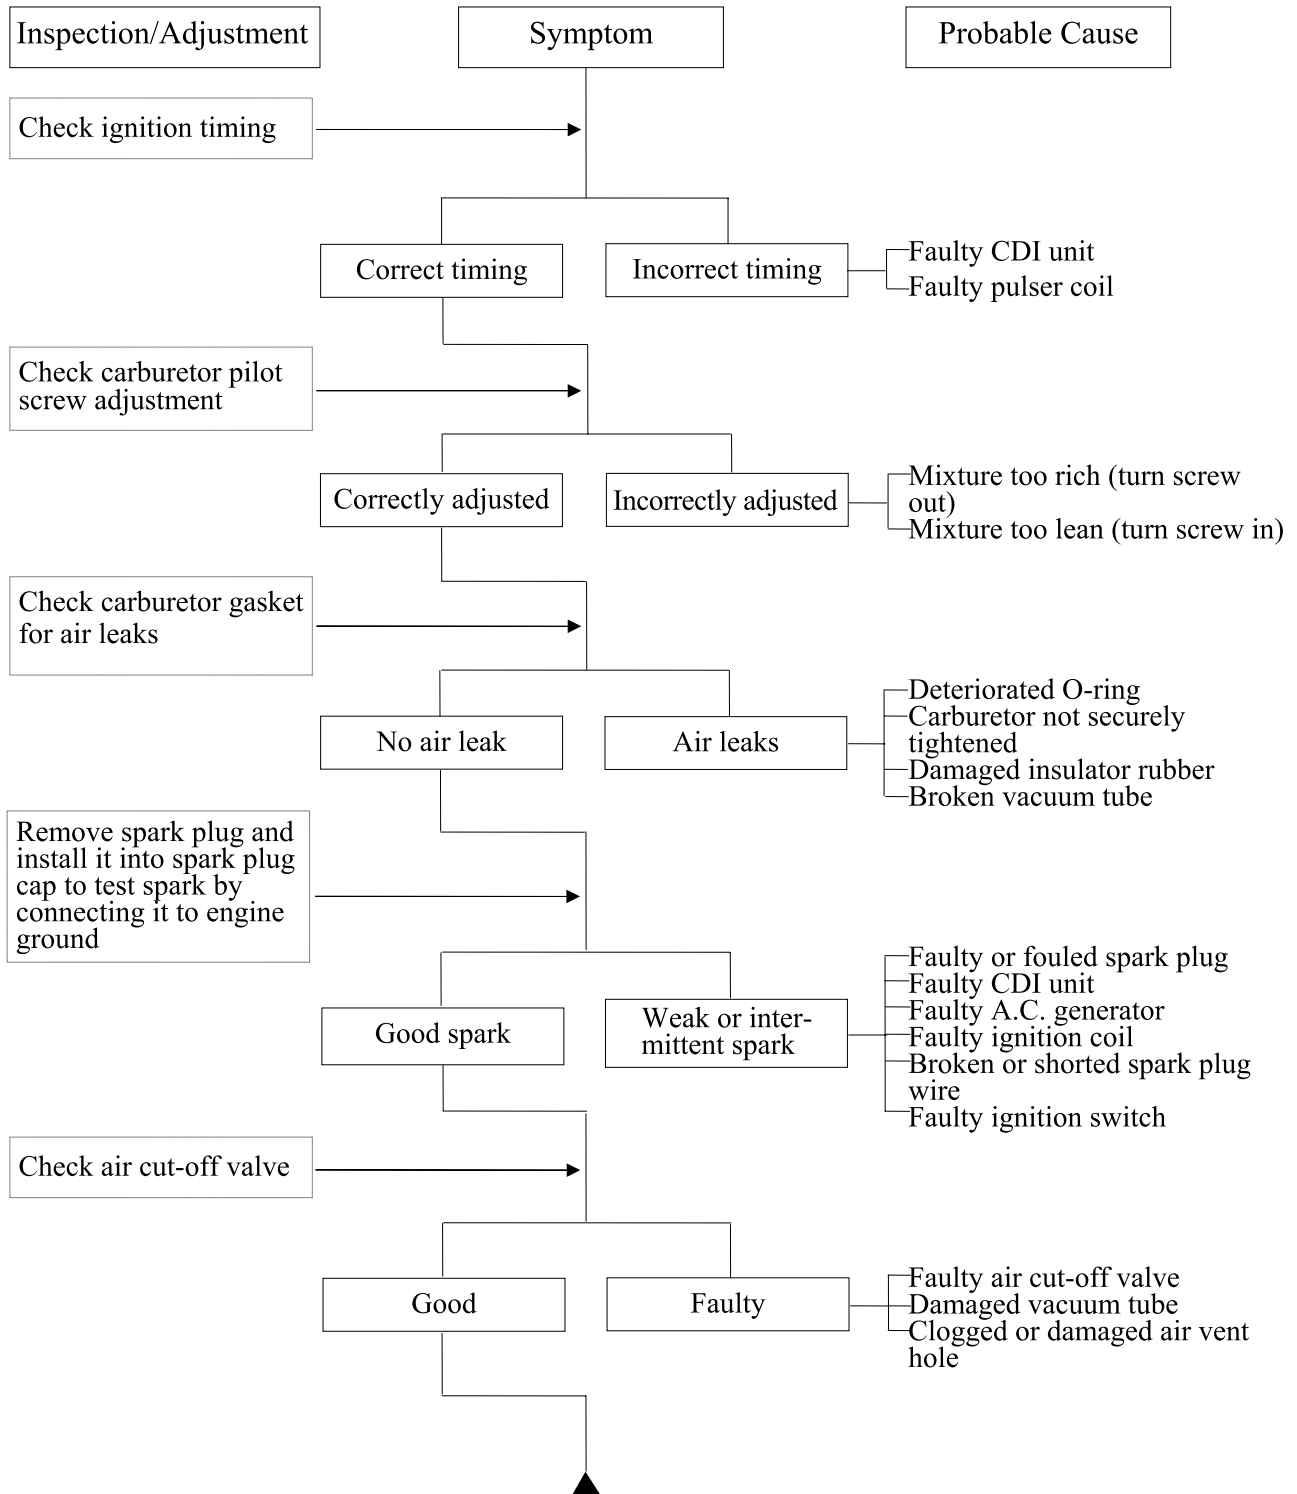 Inspection/Adjustment
Symptom
Probable Cause
Check ignition timing
Correct timing
Incorrect timing
Faulty CDI unit
Faulty pulser coil
Check carburetor pilot
screw adjustment
Correctly adjusted
Incorrectly adjusted
Mixture too rich (turn screw
out)
Mixture too lean (turn screw in)
Check carburetor gasket
for air leaks
No air leak
Air leaks
Deteriorated O-ring
Carburetor not securely
tightened
Damaged insulator rubber
Broken vacuum tube
Remove spark plug and
install it into spark plug
cap to test spark by
connecting it to engine
ground
Good spark
Weak or inter-
mittent spark
Faulty or fouled spark plug
Faulty CDI unit
Faulty A.C. generator
Faulty ignition coil
Broken or shorted spark plug
wire
Faulty ignition switch
Check air cut-off valve
Good
Faulty
Faulty air cut-off valve
Damaged vacuum tube
Clogged or damaged air vent
hole